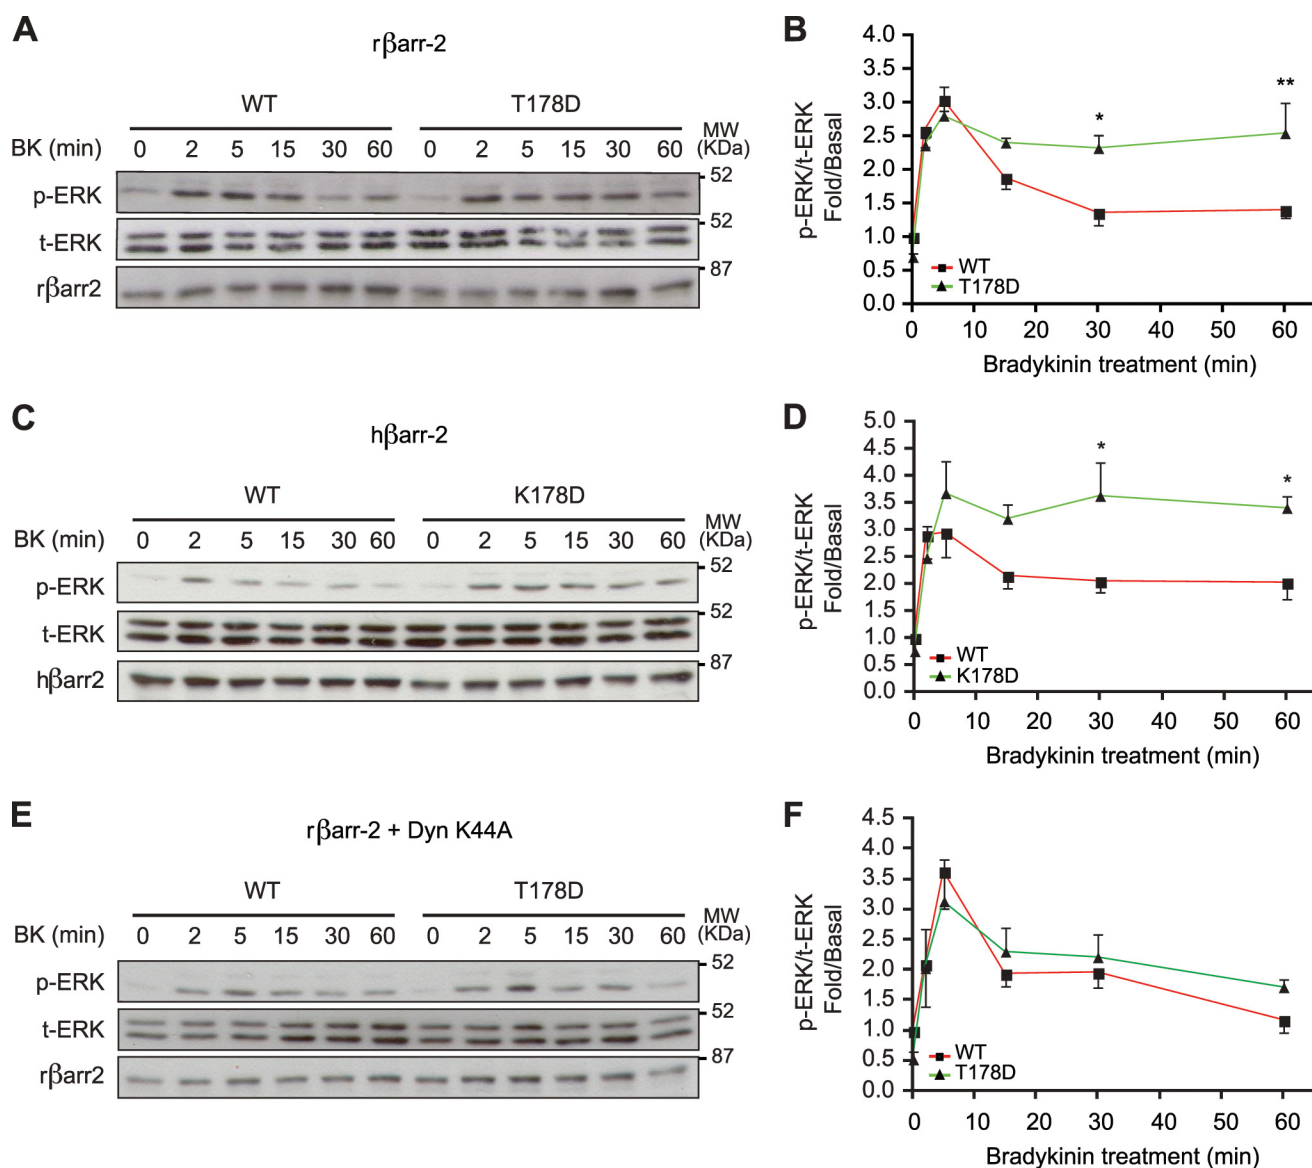 A
rβarr-2
WT T178D
BK (min) 0 2 5 15 30 60 0 2 5 15 30 60 MW (KDa)
p-ERK 52
t-ERK 52
rβarr2 87
B
p-ERK/t-ERK
Fold/Basal
4.0
3.5
3.0
2.5
2.0
1.5
1.0
0.5
0.0
* **
WT
T178D
0 10 20 30 40 50 60
Bradykinin treatment (min)
C
hβarr-2
WT K178D
BK (min) 0 2 5 15 30 60 0 2 5 15 30 60 MW (KDa)
p-ERK 52
t-ERK 52
hβarr2 87
D
p-ERK/t-ERK
Fold/Basal
5.0
4.5
4.0
3.5
3.0
2.5
2.0
1.5
1.0
0.5
0.0
* *
WT
K178D
0 10 20 30 40 50 60
Bradykinin treatment (min)
E
rβarr-2 + Dyn K44A
WT T178D
BK (min) 0 2 5 15 30 60 0 2 5 15 30 60 MW (KDa)
p-ERK 52
t-ERK 52
rβarr2 87
F
p-ERK/t-ERK
Fold/Basal
4.5
4.0
3.5
3.0
2.5
2.0
1.5
1.0
0.5
0.0
WT
T178D
0 10 20 30 40 50 60
Bradykinin treatment (min)